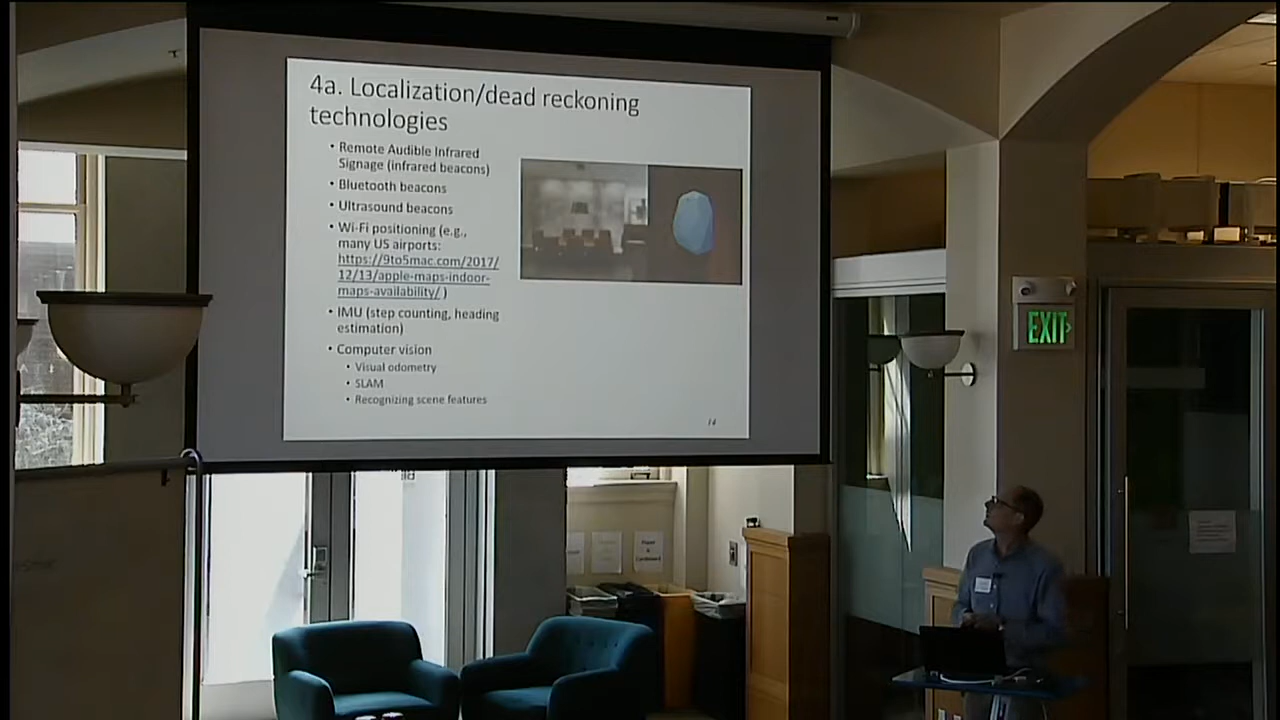 4a. Localization/dead reckoning
technologies
• Remote Audible Infrared
Signage (infrared beacons)
• Bluetooth beacons
• Ultrasound beacons
• Wi-Fi positioning (e.g.,
many US airports:
https://9to5mac.com/2017/
12/13/apple-maps-indoor-
maps-availability/ )
• IMU (step counting, heading
estimation)
• Computer vision
• Visual odometry
• SLAM
• Recognizing scene features
14
EXIT
Paper
&
Cardboard